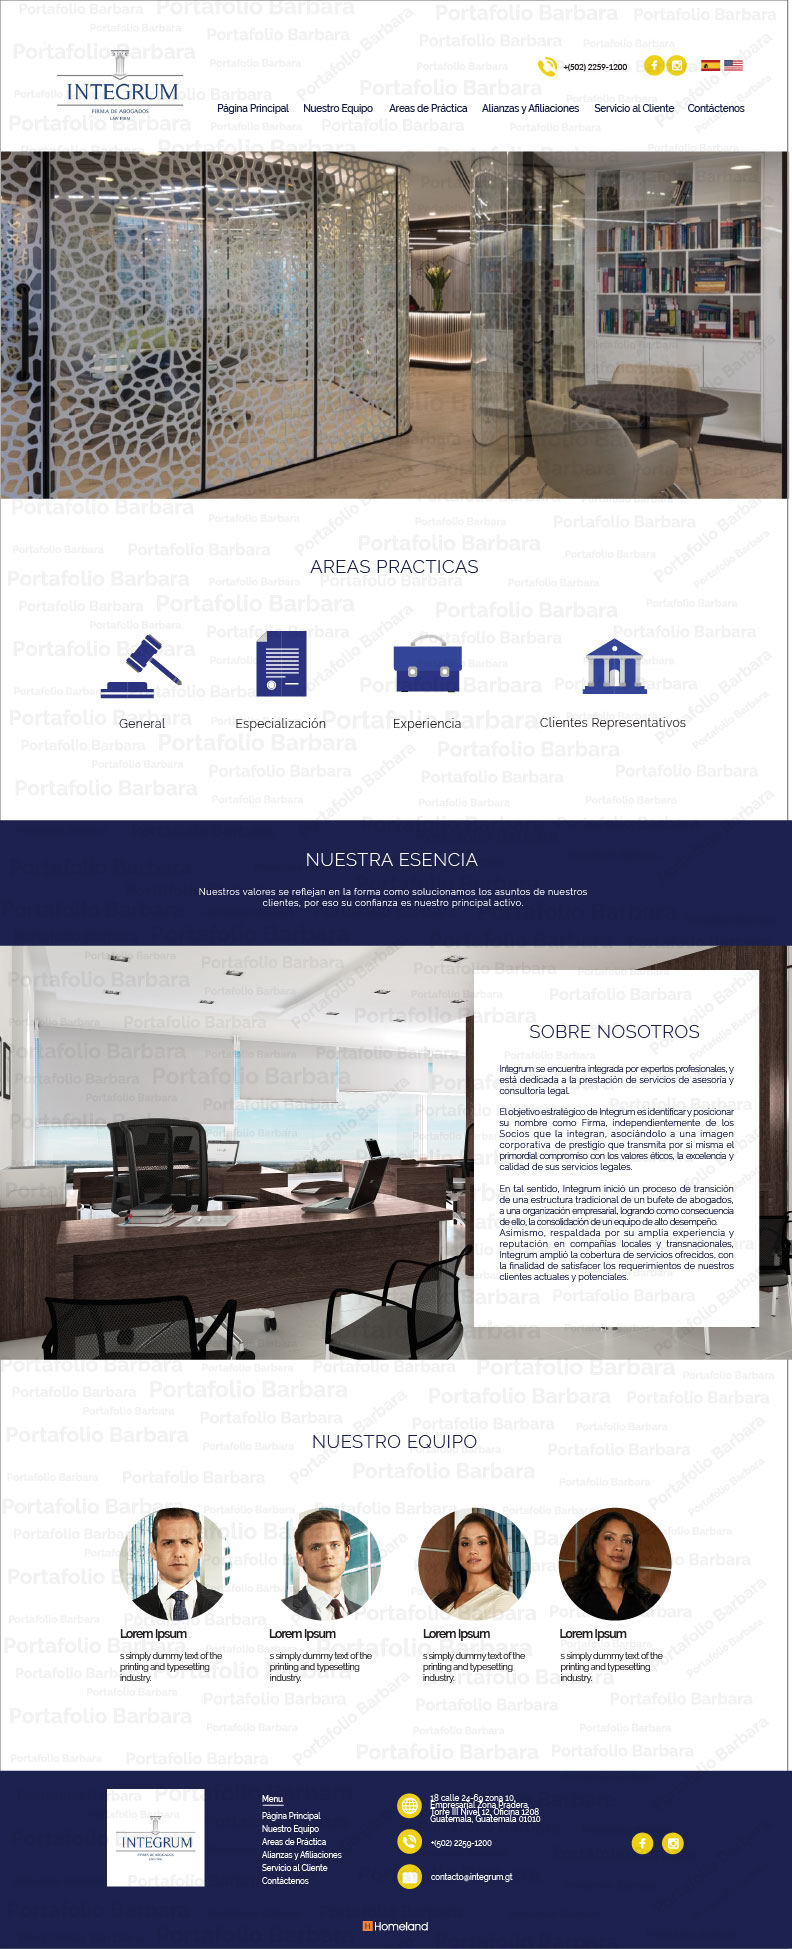 +(502) 2259-1200
INTEGRUM
FIRMA DE ABOGADOS
LAW FIRM
Página Principal
Nuestro Equipo
Areas de Práctica
Alianzas y Afiliaciones
Servicio al Cliente
Contáctenos
AREAS PRACTICAS
General
Especialización
Experiencia
Clientes Representativos
NUESTRA ESENCIA
Nuestros valores se reflejan en la forma como solucionamos los asuntos de nuestros
clientes, por eso su confianza es nuestro principal activo.
SOBRE NOSOTROS
Integrum se encuentra integrada por expertos profesionales, y
está dedicada a la prestación de servicios de asesoría y
consultoría legal.
El objetivo estratégico de Integrum es identificar y posicionar
su nombre como Firma, independientemente de los
Socios que la integran, asociándolo a una imagen
corporativa de prestigio que transmita por si misma el
primordial compromiso con los valores éticos, la excelencia y
calidad de sus servicios legales.
En tal sentido, Integrum inició un proceso de transición
de una estructura tradicional de un bufete de abogados,
a una organización empresarial, logrando como consecuencia
de ello, la consolidación de un equipo de alto desempeño.
Asimismo, respaldada por su amplia experiencia y
reputación en compañías locales y transnacionales,
Integrum amplió la cobertura de servicios ofrecidos, con
la finalidad de satisfacer los requerimientos de nuestros
clientes actuales y potenciales.
NUESTRO EQUIPO
Lorem Ipsum
s simply dummy text of the
printing and typesetting
industry.
Lorem Ipsum
s simply dummy text of the
printing and typesetting
industry.
Lorem Ipsum
s simply dummy text of the
printing and typesetting
industry.
Lorem Ipsum
s simply dummy text of the
printing and typesetting
industry.
INTEGRUM
FIRMA DE ABOGADOS
LAW FIRM
Menu
Página Principal
Nuestro Equipo
Areas de Práctica
Alianzas y Afiliaciones
Servicio al Cliente
Contáctenos
18 calle 24-69 zona 10,
Empresarial Zona Pradera,
Torre III Nivel 12, Oficina 1208
Guatemala, Guatemala 01010
+(502) 2259-1200
contacto@integrum.gt
Homeland
Portafolio Barbara